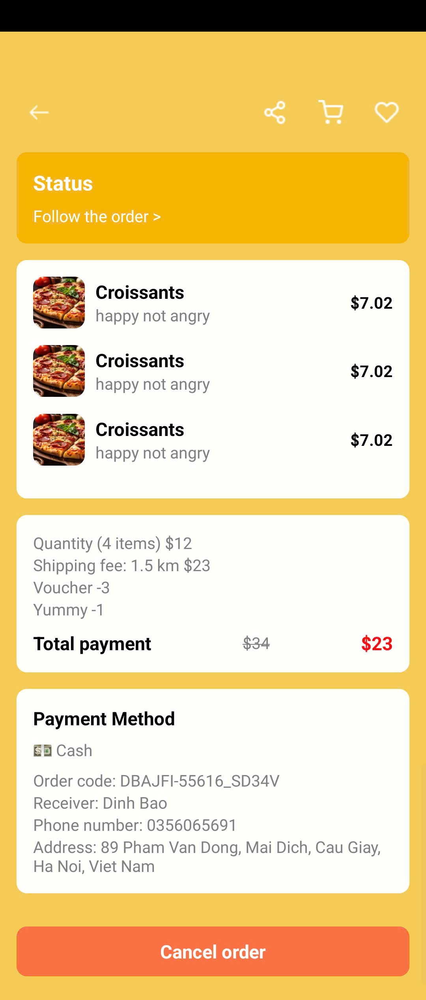 Status
Follow the order >
Croissants
happy not angry
$7.02
Croissants
happy not angry
$7.02
Croissants
happy not angry
$7.02
Quantity (4 items) $12
Shipping fee: 1.5 km $23
Voucher -3
Yummy -1
Total payment $34 $23
Payment Method
Cash
Order code: DBAJFI-55616_SD34V
Receiver: Dinh Bao
Phone number: 0356065691
Address: 89 Pham Van Dong, Mai Dich, Cau Giay,
Ha Noi, Viet Nam
Cancel order